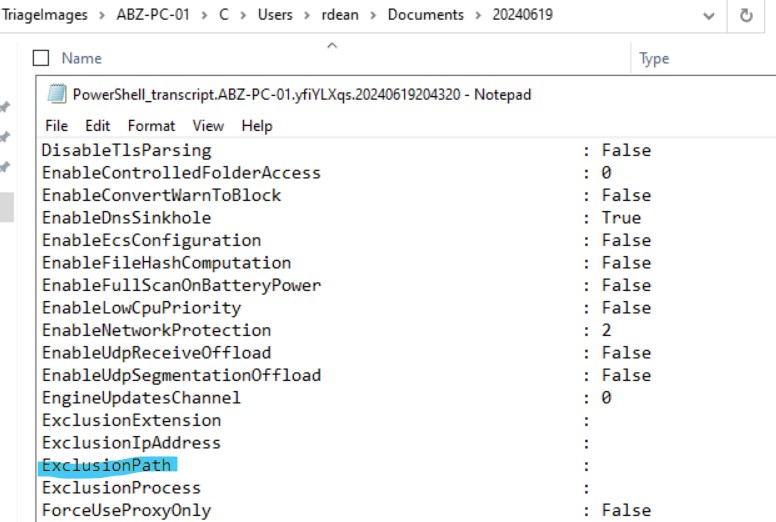 TriageImages > ABZ-PC-01 > C > Users > rdean > Documents > 20240619
Name Type
PowerShell_transcript.ABZ-PC-01.yfiYLXqs.20240619204320 - Notepad
File Edit Format View Help
DisableTlsParsing : False
EnableControlledFolderAccess : 0
EnableConvertWarnToBlock : False
EnableDnsSinkhole : True
EnableEcsConfiguration : False
EnableFileHashComputation : False
EnableFullScanOnBatteryPower : False
EnableLowCpuPriority : False
EnableNetworkProtection : 2
EnableUdpReceiveOffload : False
EnableUdpSegmentationOffload : False
EngineUpdatesChannel : 0
ExclusionExtension :
ExclusionIpAddress :
ExclusionPath :
ExclusionProcess :
ForceUseProxyOnly : False